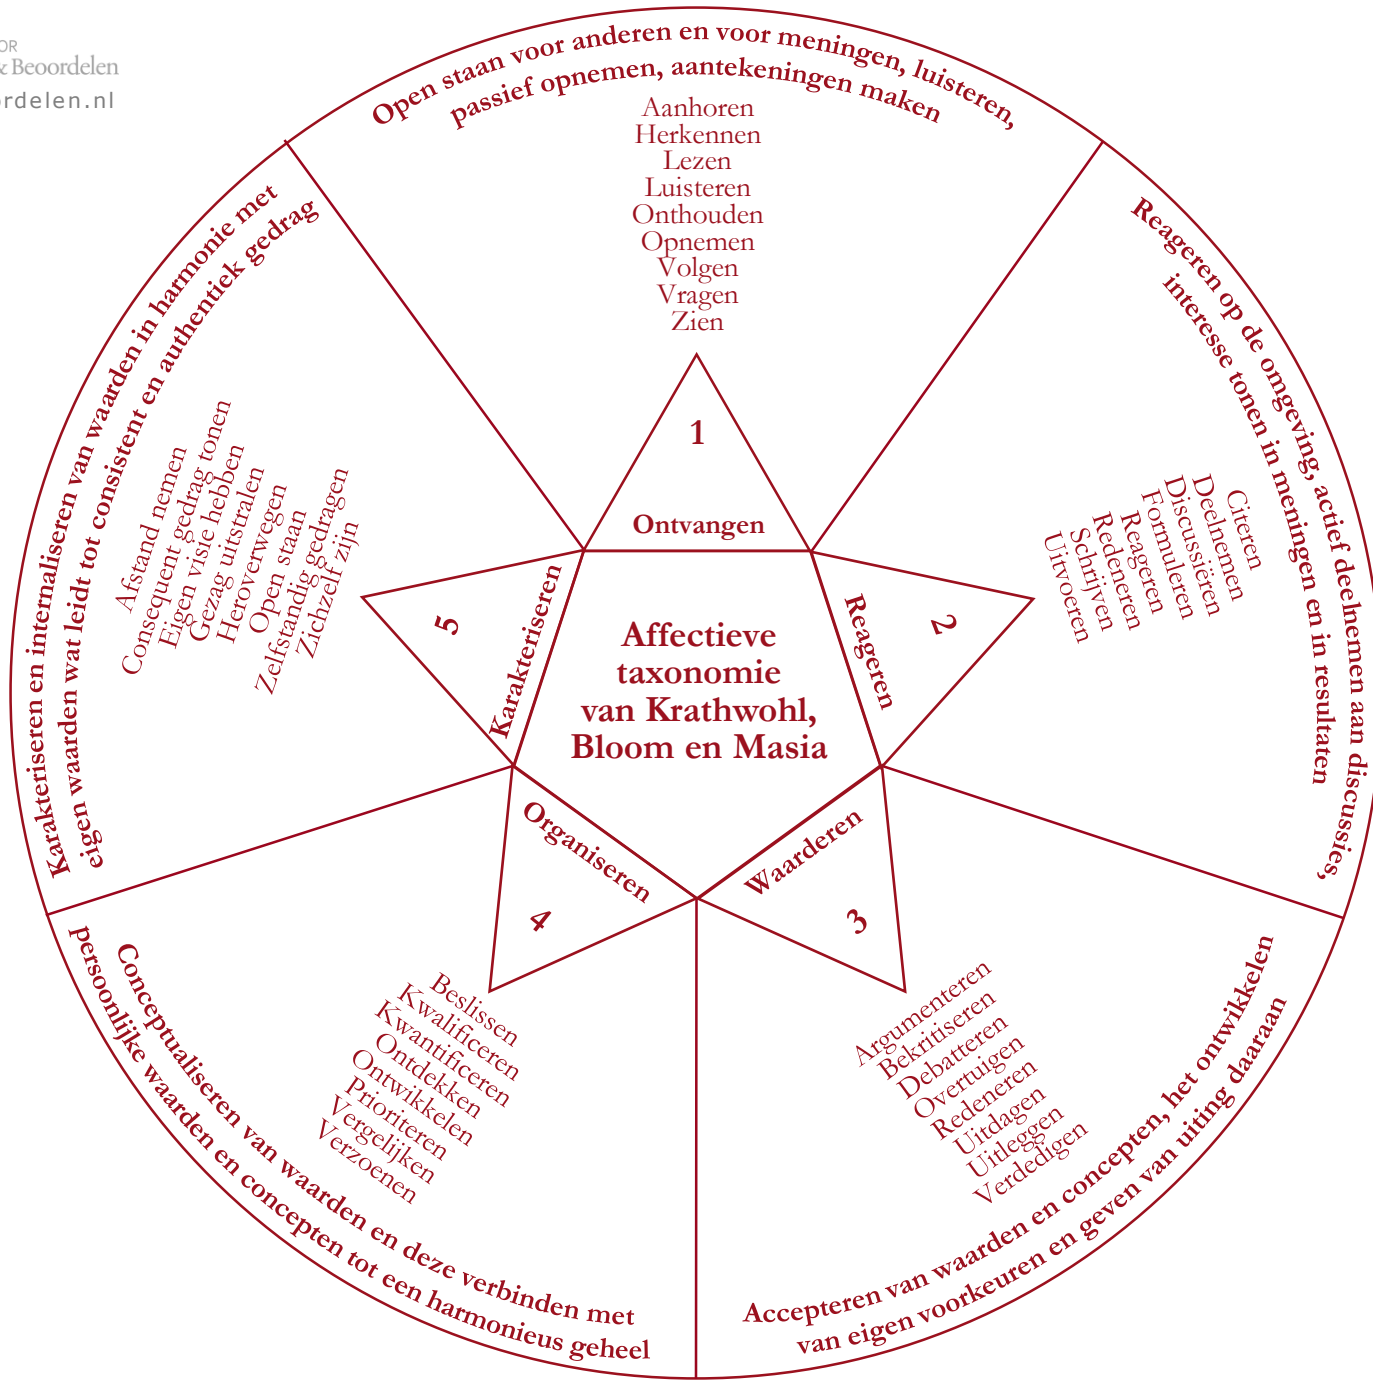 OR
& Beoordelen
rdelen.nl
Open staan voor anderen en voor meningen, luisteren,
passief opnemen, aantekeningen maken
Aanhoren
Herkennen
Lezen
Luisteren
Onthouden
Opnemen
Volgen
Vragen
Zien
1
Ontvangen
Reageren op de omgeving, actief deelnemen aan discussies,
interesse tonen in meningen en in resultaten
Citeren
Deelnemen
Discussiëren
Formuleren
Reageren
Redeneren
Schrijven
Uitvoeren
2
Reageren
Affectieve
taxonomie
van Krathwohl,
Bloom en Masia
Waarderen
3
Argumenteren
Bekritiseren
Debatteren
Overtuigen
Redeneren
Uitdagen
Uitleggen
Verdedigen
Accepteren van waarden en concepten, het ontwikkelen
van eigen voorkeuren en geven van uiting daaraan
Organiseren
4
Beslissen
Kwalificeren
Kwantificeren
Ontdekken
Ontwikkelen
Prioriteren
Vergelijken
Verzoenen
Conceptualiseren van waarden en deze verbinden met
persoonlijke waarden en concepten tot een harmonieus geheel
Karakteriseren
5
Afstand nemen
Consequent gedrag tonen
Eigen visie hebben
Gezag uitstralen
Heroverwegen
Open staan
Zelfstandig gedragen
Zichzelf zijn
Karakteriseren en internaliseren van waarden in harmonie met
eigen waarden wat leidt tot consistent en authentiek gedrag